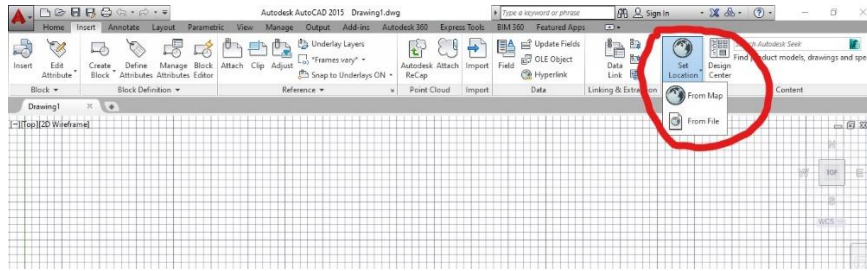 Autodesk AutoCAD 2015 Drawing1.dwg
Type a keyword or phrase
Sign In
Home Insert Annotate Layout Parametric View Manage Output Add-ins Autodesk 360 Express Tools BIM 360 Featured Apps
Insert
Edit
Attribute
Create
Block
Define
Attributes
Manage
Attributes
Block
Editor
Attach
Clip
Adjust
Underlay Layers
*Frames vary*
Snap to Underlays ON
Autodesk
ReCap
Attach
Import
Field
Update Fields
OLE Object
Hyperlink
Data
Link
Set
Location
Design
Center
Search Autodesk Seek
Find product models, drawings and spe
Block
Block Definition
Reference
Point Cloud
Import
Data
Linking & Extraction
Content
From Map
From File
Drawing1
[-][Top][2D Wireframe]
TOP
WCS